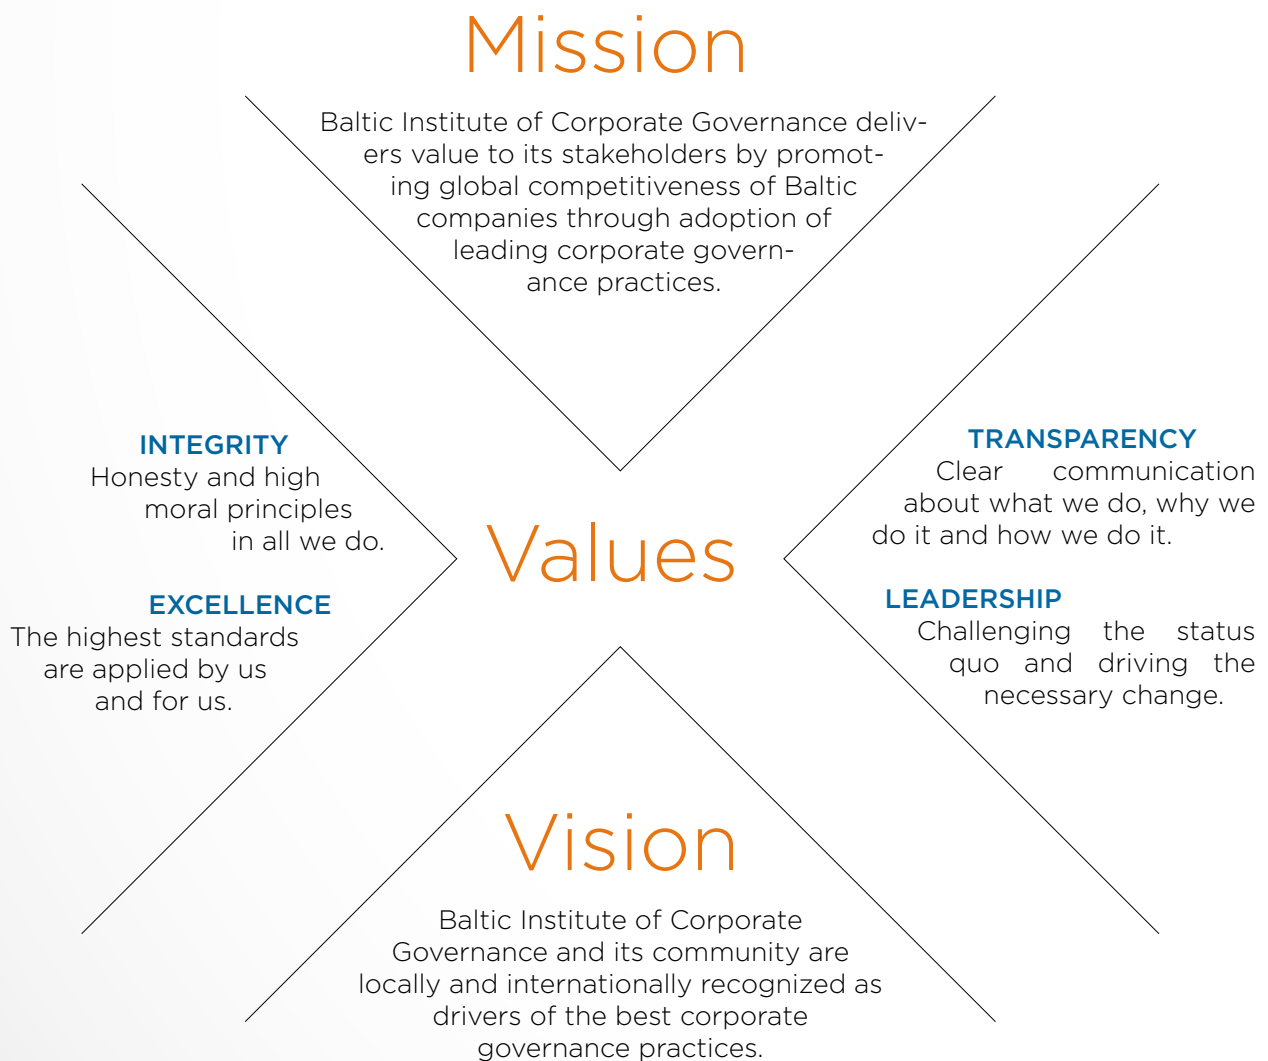 Mission
Baltic Institute of Corporate Governance deliv-
ers value to its stakeholders by promot-
ing global competitiveness of Baltic
companies through adoption of
leading corporate govern-
ance practices.
INTEGRITY
Honesty and high
moral principles
in all we do.
EXCELLENCE
The highest standards
are applied by us
and for us.
Values
TRANSPARENCY
Clear communication
about what we do, why we
do it and how we do it.
LEADERSHIP
Challenging the status
quo and driving the
necessary change.
Vision
Baltic Institute of Corporate
Governance and its community are
locally and internationally recognized as
drivers of the best corporate
governance practices.